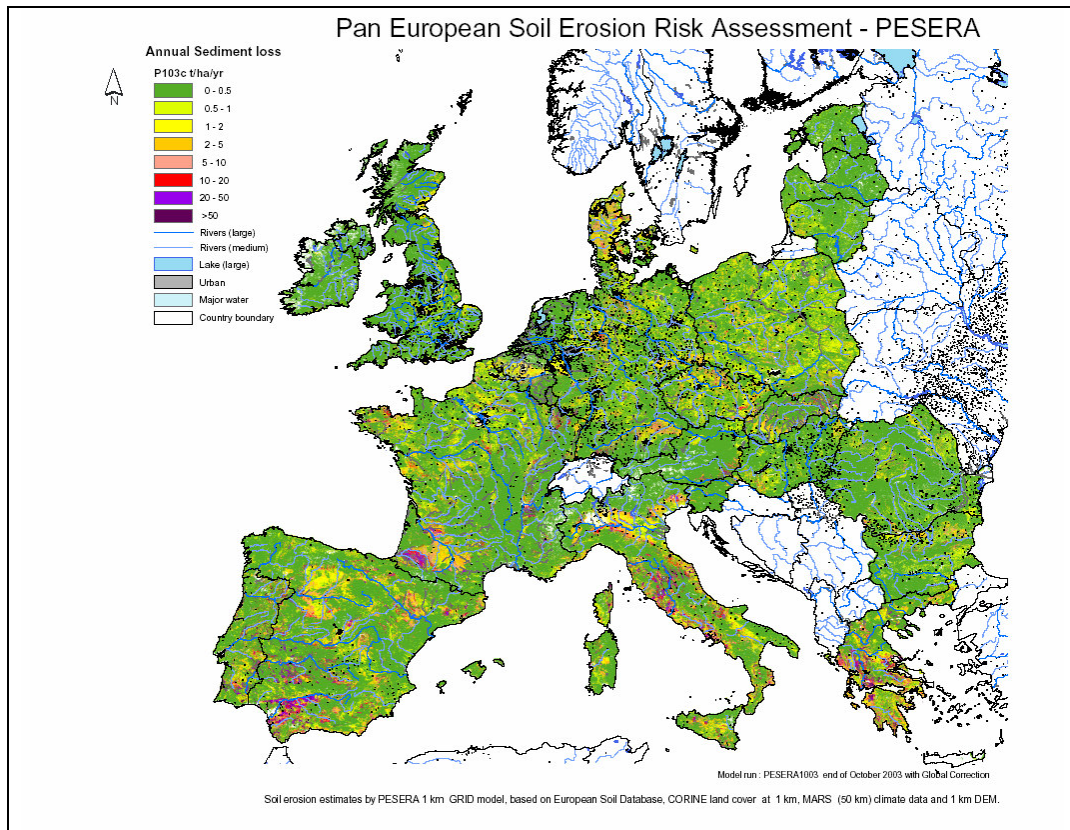 Pan European Soil Erosion Risk Assessment - PESERA
Annual Sediment loss
P103c t/ha/yr
0 - 0.5
0.5 - 1
1 - 2
2 - 5
5 - 10
10 - 20
20 - 50
>50
Rivers (large)
Rivers (medium)
Lake (large)
Urban
Major water
Country boundary
N
Model run : PESERA1003 end of October 2003 with Global Correction
Soil erosion estimates by PESERA 1 km GRID model, based on European Soil Database, CORINE land cover at 1 km, MARS (50 km) climate data and 1 km DEM.